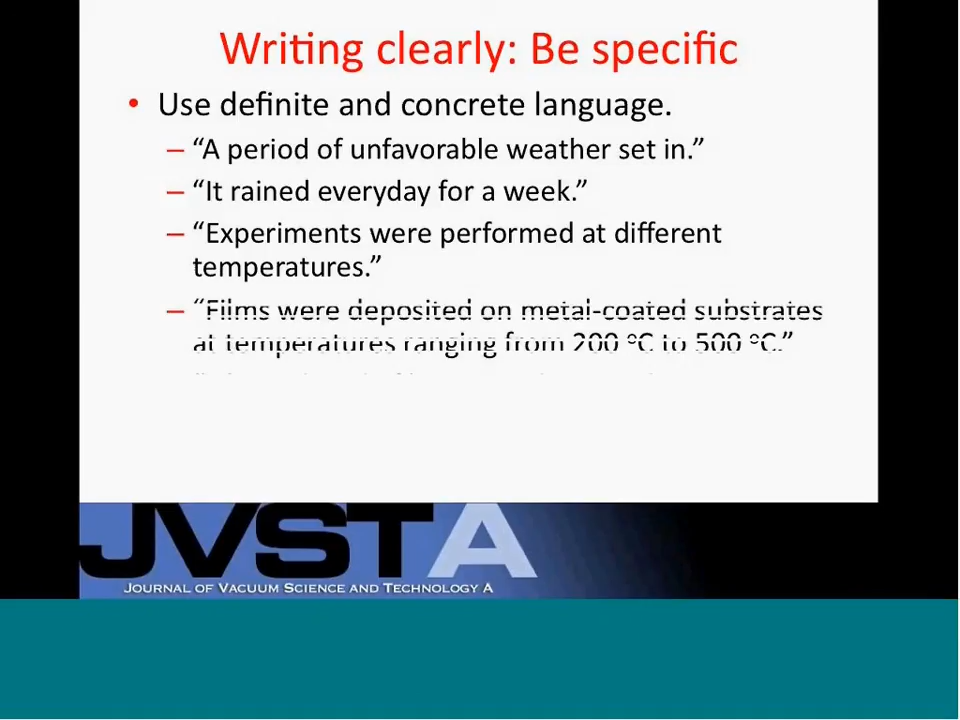 Writing clearly: Be specific
• Use definite and concrete language.
– “A period of unfavorable weather set in.”
– “It rained everyday for a week.”
– “Experiments were performed at different
temperatures.”
– “Films were deposited on metal-coated substrates
at temperatures ranging from 200 °C to 500 °C.”
JVSTA
JOURNAL OF VACUUM SCIENCE AND TECHNOLOGY A